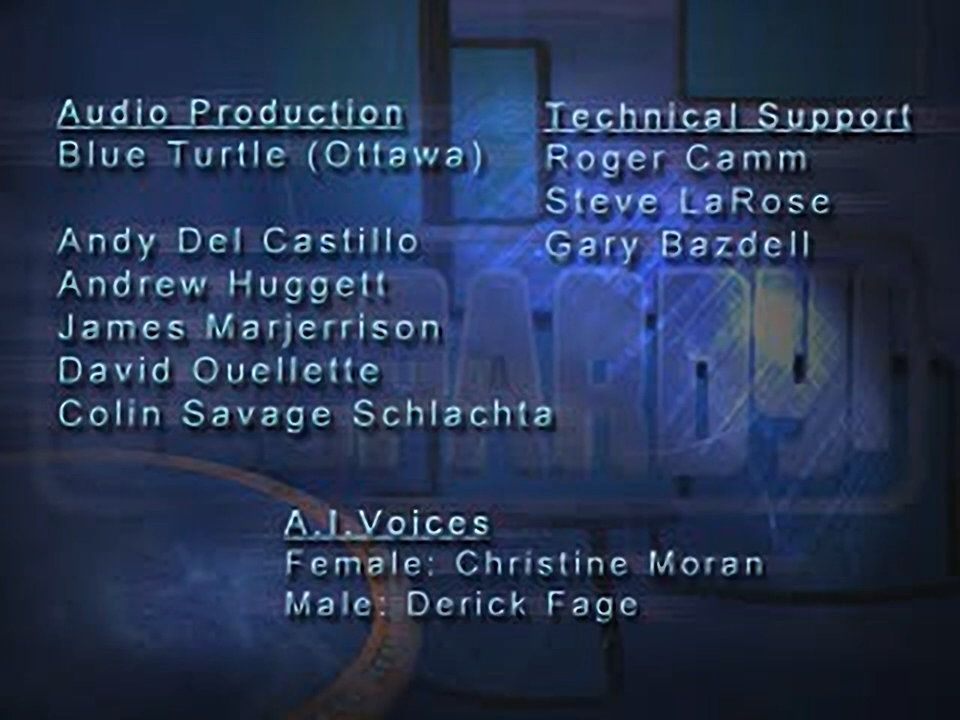 Audio Production
Blue Turtle (Ottawa)
Andy Del Castillo
Andrew Huggett
James Marjerrison
David Ouellette
Colin Savage Schlachta
Technical Support
Roger Camm
Steve LaRose
Gary Bazdell
A.I.Voices
Female: Christine Moran
Male: Derick Fage